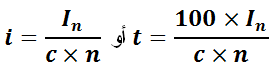 i = Iₙ / (c × n) أو t = (100 × Iₙ) / (c × n)